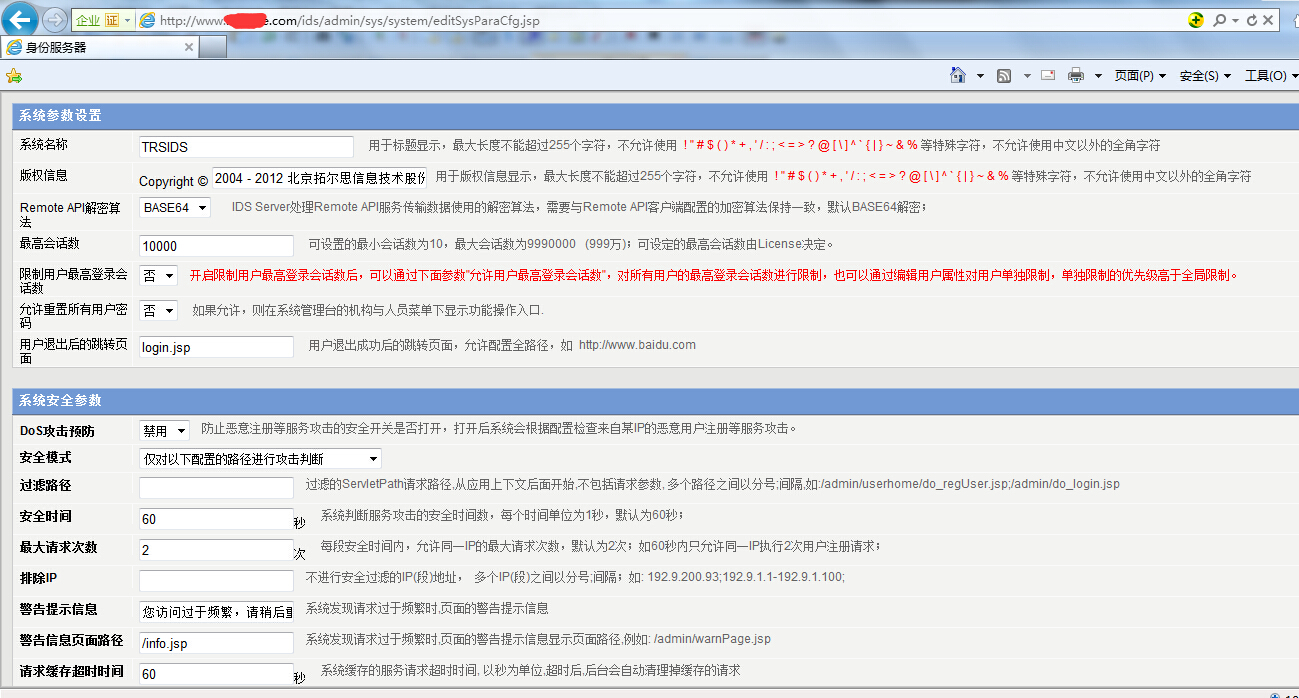 企业 证 http://www. .com/ids/admin/sys/system/editSysParaCfg.jsp
身份服务器
页面(P) 安全(S) 工具(O)
系统参数设置
系统名称 TRSIDS 用于标题显示，最大长度不能超过255个字符，不允许使用 ! " # $ ( ) * + , ' / : ; < = > ? @ [ \ ] ^ ` { | } ~ & % 等特殊字符，不允许使用中文以外的全角字符
版权信息 Copyright © 2004 - 2012 北京拓尔思信息技术股份 用于版权信息显示，最大长度不能超过255个字符，不允许使用 ! " # $ ( ) * + , ' / : ; < = > ? @ [ \ ] ^ ` { | } ~ & % 等特殊字符，不允许使用中文以外的全角字符
Remote API解密算法 BASE64 IDS Server处理Remote API服务传输数据使用的解密算法，需要与Remote API客户端配置的加密算法保持一致，默认BASE64解密；
最高会话数 10000 可设置的最小会话数为10，最大会话数为9990000 （999万)；可设定的最高会话数由License决定。
限制用户最高登录会话数 否 开启限制用户最高登录会话数后，可以通过下面参数"允许用户最高登录会话数"，对所有用户的最高登录会话数进行限制，也可以通过编辑用户属性对用户单独限制，单独限制的优先级高于全局限制。
允许重置所有用户密码 否 如果允许，则在系统管理台的机构与人员菜单下显示功能操作入口.
用户退出后的跳转页面 login.jsp 用户退出成功后的跳转页面，允许配置全路径，如 http://www.baidu.com
系统安全参数
DoS攻击预防 禁用 防止恶意注册等服务攻击的安全开关是否打开，打开后系统会根据配置检查来自某IP的恶意用户注册等服务攻击。
安全模式 仅对以下配置的路径进行攻击判断
过滤路径 过滤的ServletPath请求路径,从应用上下文后面开始,不包括请求参数, 多个路径之间以分号;间隔,如:/admin/userhome/do_regUser.jsp;/admin/do_login.jsp
安全时间 60 秒 系统判断服务攻击的安全时间数，每个时间单位为1秒，默认为60秒；
最大请求次数 2 次 每段安全时间内，允许同一IP的最大请求次数，默认为2次；如60秒内只允许同一IP执行2次用户注册请求；
排除IP 不进行安全过滤的IP(段)地址， 多个IP(段)之间以分号;间隔；如: 192.9.200.93;192.9.1.1-192.9.1.100;
警告提示信息 您访问过于频繁，请稍后重 系统发现请求过于频繁时,页面的警告提示信息
警告信息页面路径 /info.jsp 系统发现请求过于频繁时,页面的警告提示信息显示页面路径,例如: /admin/warnPage.jsp
请求缓存超时时间 60 秒 系统缓存的服务请求超时时间, 以秒为单位,超时后,后台会自动清理掉缓存的请求